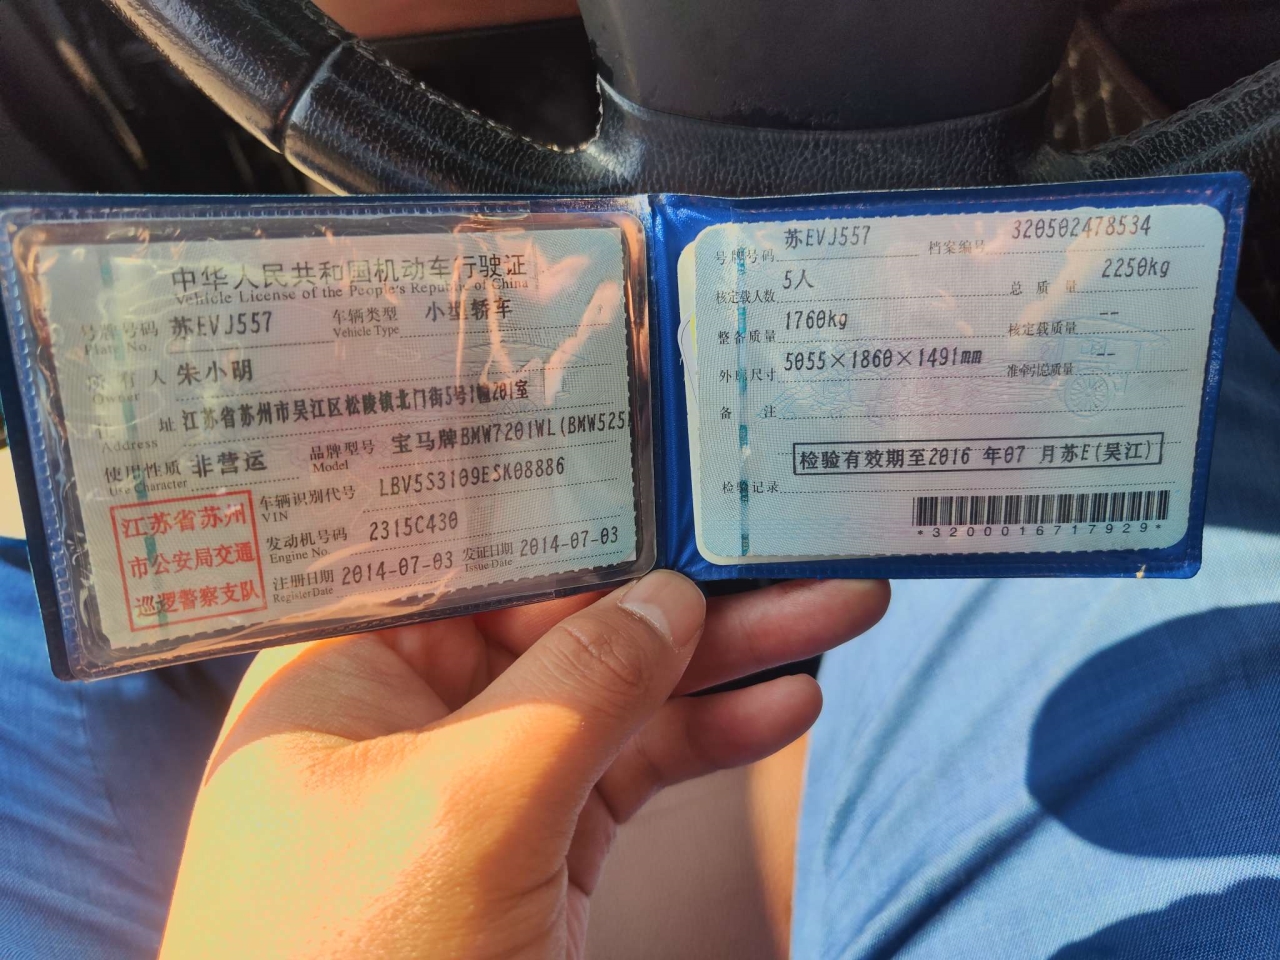 中华人民共和国机动车行驶证
Vehicle License of the People's Republic of China
号牌号码 苏EVJ557 车辆类型 小型轿车
Plate No. Vehicle Type
所有人 朱小明
Owner
住址 江苏省苏州市吴江区松陵镇北门街5号1幢201室
Address
使用性质 非营运 品牌型号 宝马牌BMW7201WL(BMW525
Use Character Model
江苏省苏州
市公安局交通
巡逻警察支队
车辆识别代号 LBV5S3109ESK08886
VIN
发动机号码 2315C430
Engine No.
注册日期 2014-07-03 发证日期 2014-07-03
Register Date Issue Date
号牌号码 苏EVJ557 档案编号 320502478534
核定载人数 5人 总质量 2250kg
整备质量 1760kg 核定载质量 --
外廓尺寸 5055×1860×1491mm 准牵引总质量 --
备注
检验有效期至2016 年07 月苏E(吴江)
检验记录
*3200016717929*